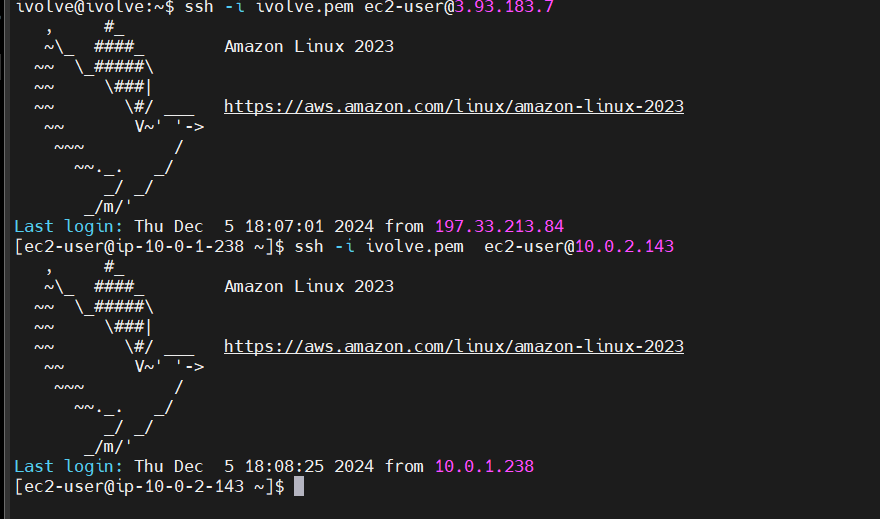 ivolve@ivolve:~$ ssh -i ivolve.pem ec2-user@3.93.183.7
   ,     #_
   ~\_  ####_        Amazon Linux 2023
  ~~  \_#####\
  ~~     \###|
  ~~       \#/ ___   https://aws.amazon.com/linux/amazon-linux-2023
   ~~       V~' '->
    ~~~         /
      ~~._.   _/
         _/ _/
       _/m/'
Last login: Thu Dec  5 18:07:01 2024 from 197.33.213.84
[ec2-user@ip-10-0-1-238 ~]$ ssh -i ivolve.pem  ec2-user@10.0.2.143
   ,     #_
   ~\_  ####_        Amazon Linux 2023
  ~~  \_#####\
  ~~     \###|
  ~~       \#/ ___   https://aws.amazon.com/linux/amazon-linux-2023
   ~~       V~' '->
    ~~~         /
      ~~._.   _/
         _/ _/
       _/m/'
Last login: Thu Dec  5 18:08:25 2024 from 10.0.1.238
[ec2-user@ip-10-0-2-143 ~]$